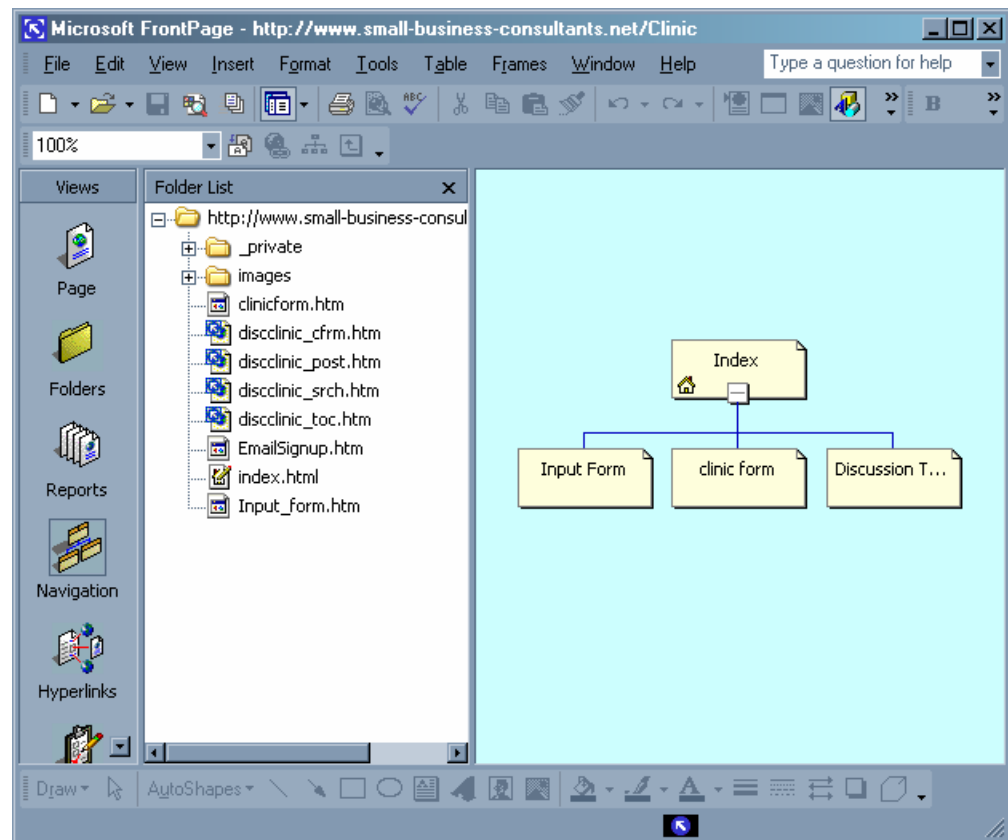 Microsoft FrontPage - http://www.small-business-consultants.net/Clinic
File Edit View Insert Format Tools Table Frames Window Help Type a question for help
ABC B
100%
Views
Page
Folders
Reports
Navigation
Hyperlinks
Folder List
http://www.small-business-consul
_private
images
clinicform.htm
discclinic_cfrm.htm
discclinic_post.htm
discclinic_srch.htm
discclinic_toc.htm
EmailSignup.htm
index.html
Input_form.htm
Index
Input Form clinic form Discussion T...
Draw AutoShapes A